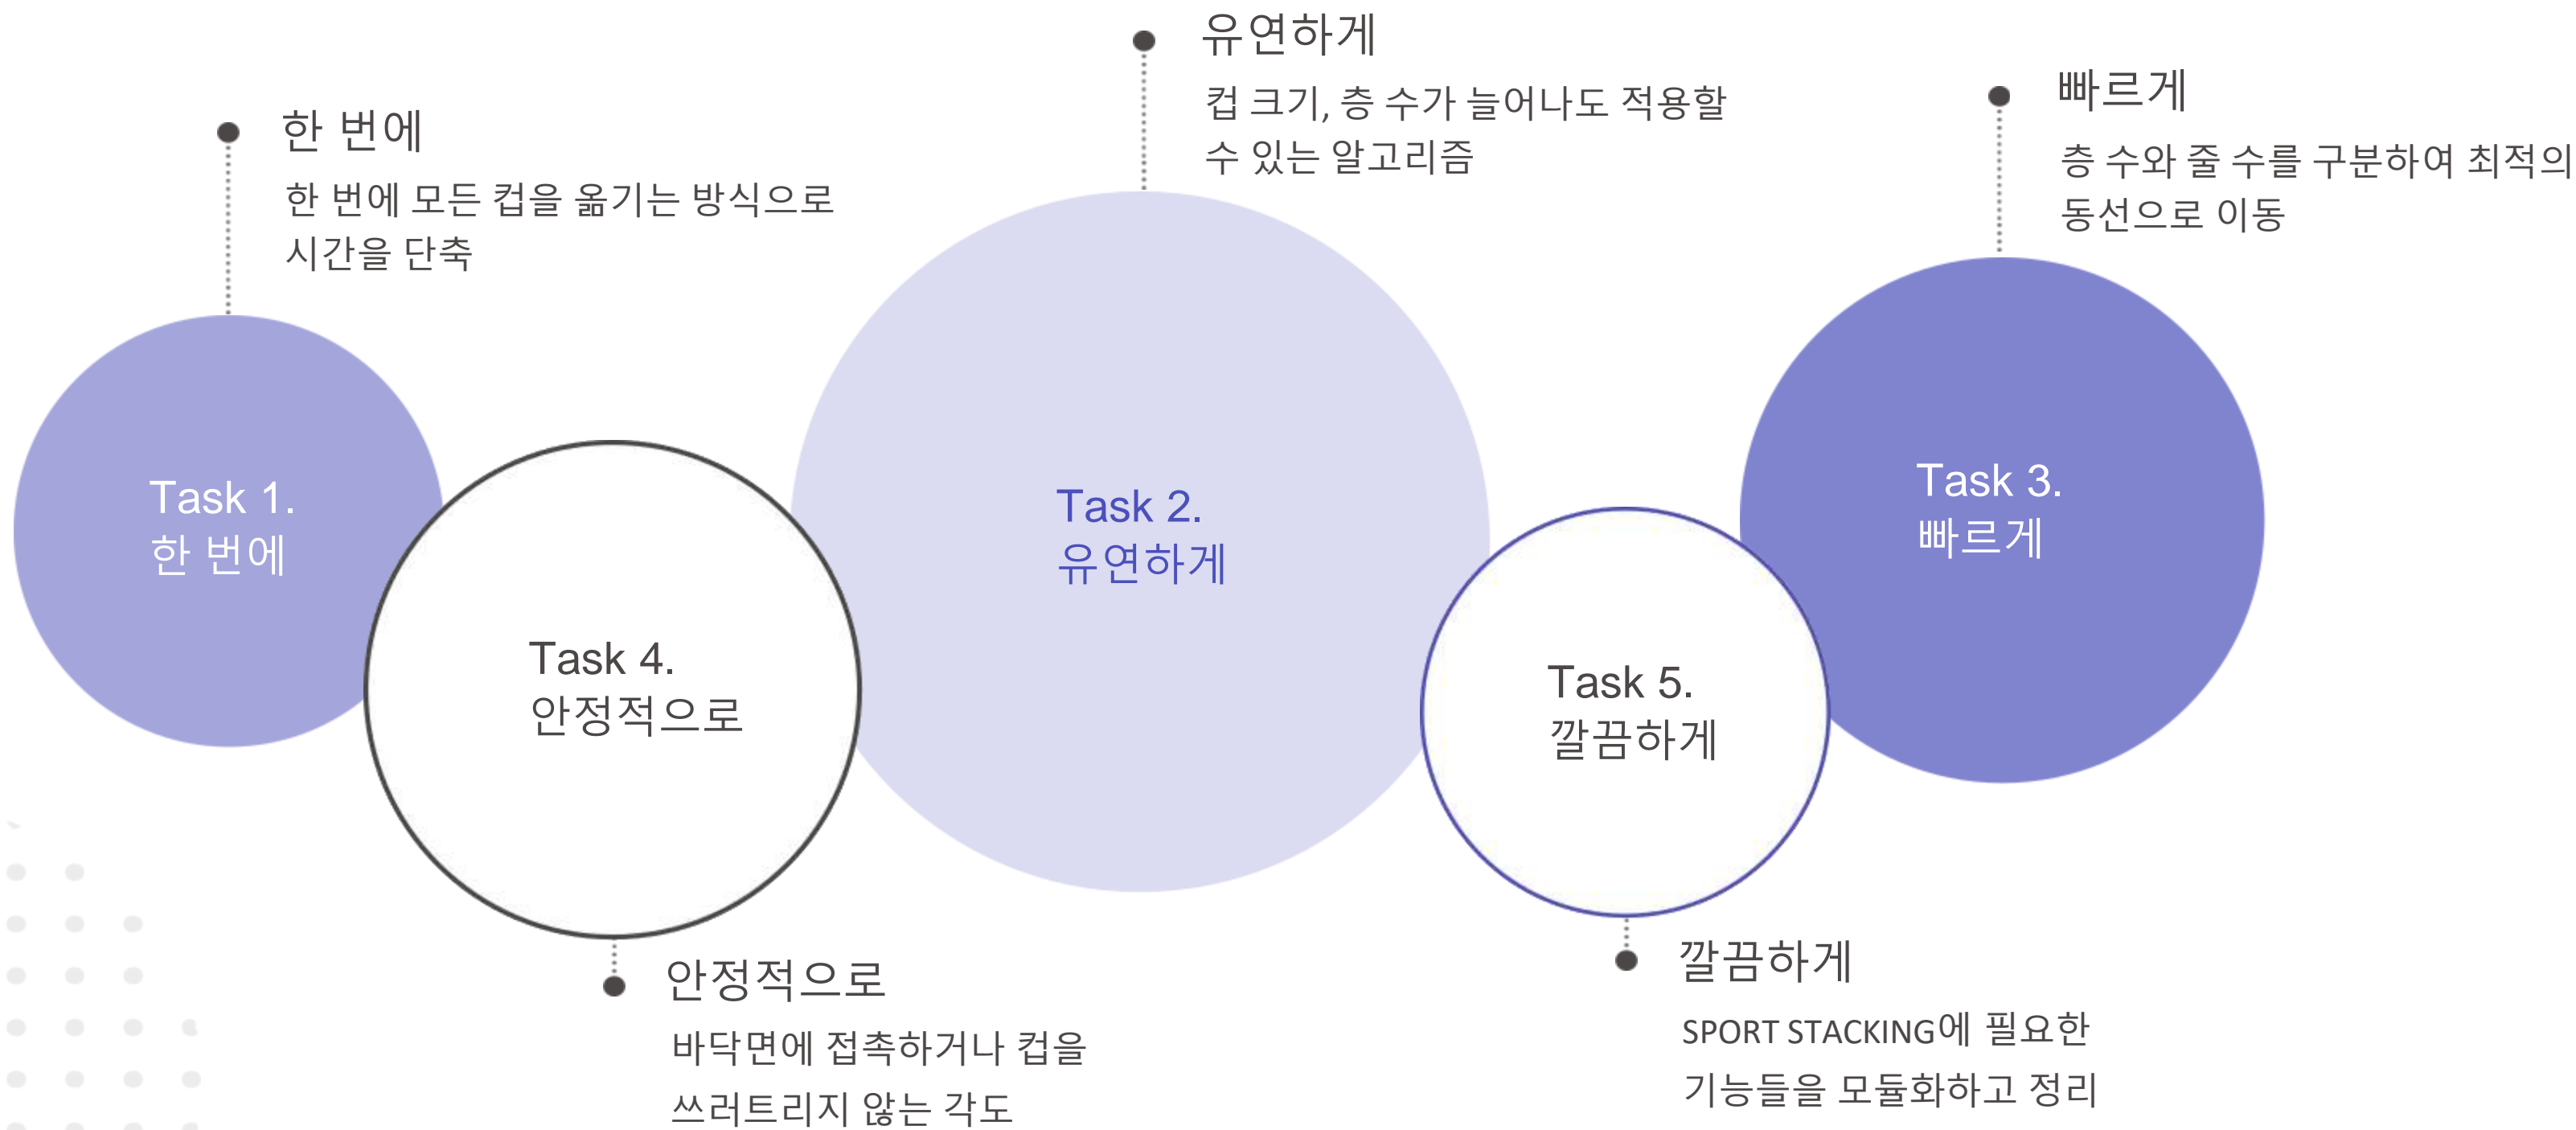 유연하게
컵 크기, 층 수가 늘어나도 적용할
수 있는 알고리즘
빠르게
층 수와 줄 수를 구분하여 최적의
동선으로 이동
한 번에
한 번에 모든 컵을 옮기는 방식으로
시간을 단축
Task 1.
한 번에
Task 2.
유연하게
Task 3.
빠르게
Task 4.
안정적으로
Task 5.
깔끔하게
안정적으로
바닥면에 접촉하거나 컵을
쓰러트리지 않는 각도
깔끔하게
SPORT STACKING에 필요한
기능들을 모듈화하고 정리